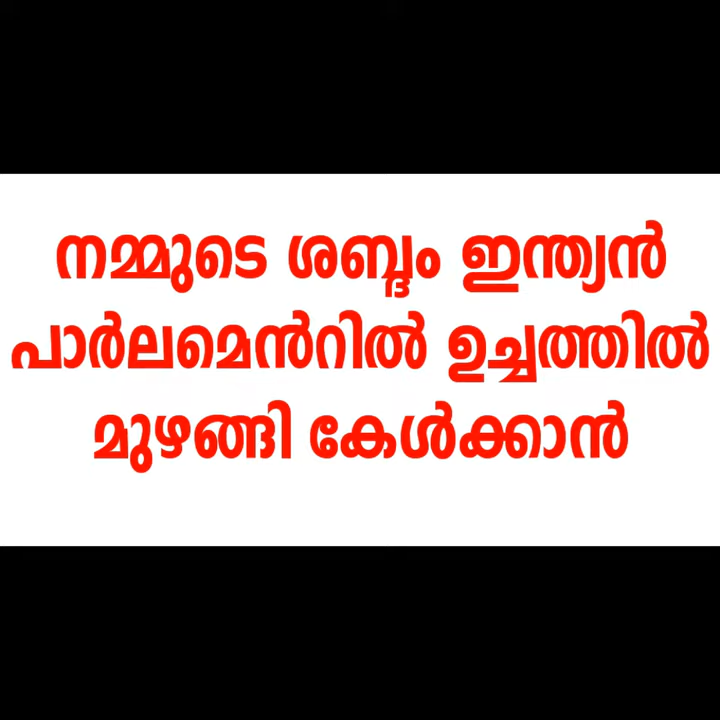 നമ്മുടെ ശബ്ദം ഇന്ത്യൻ
പാർലമെൻറിൽ ഉച്ചത്തിൽ
മുഴങ്ങി കേൾക്കാൻ